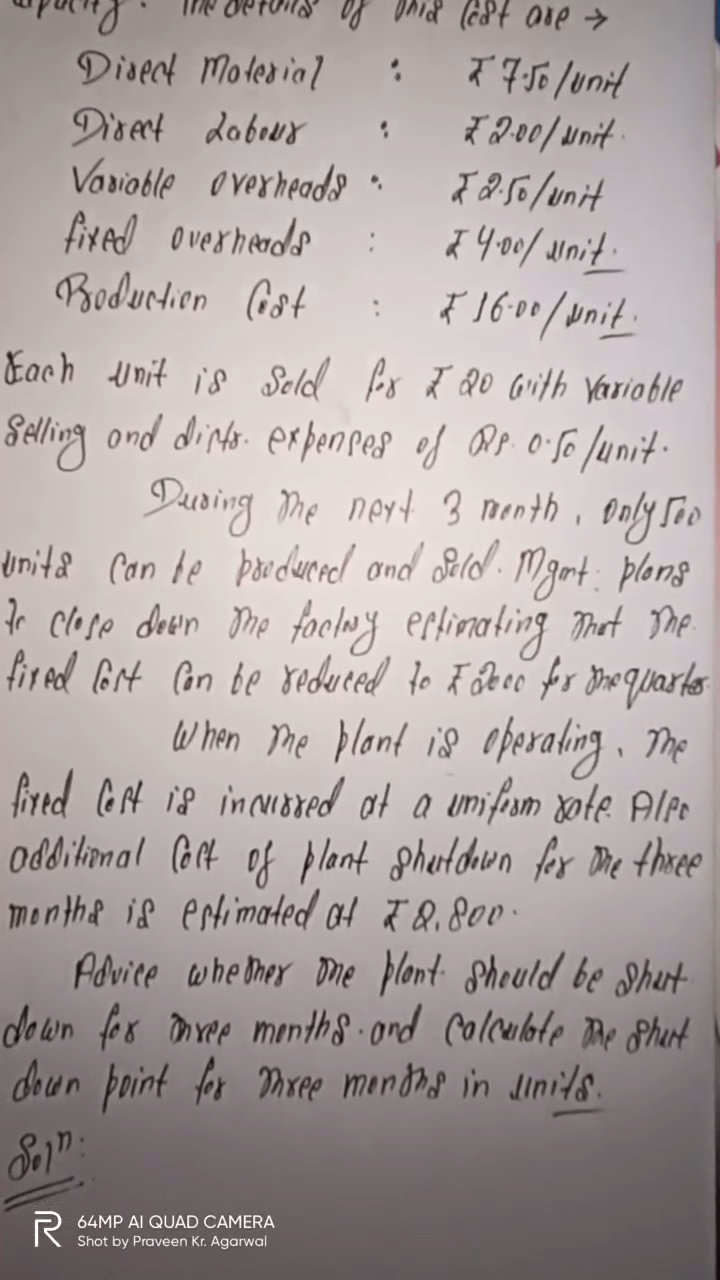 The details of this Cost are →
Direct Material : ₹ 7.50/unit
Direct Labour : ₹ 2.00/unit.
Variable overheads : ₹ 2.50/unit
fixed overheads : ₹ 4.00/unit.
Production Cost : ₹ 16.00/unit.
Each unit is Sold for ₹ 20 with Variable
Selling and distr. expenses of Rs. 0.50/unit.
During the next 3 month, only 500
units can be produced and Sold. Mgmt. plans
to close down the factory estimating that the
fixed Cost Can be reduced to ₹ 2000 for the quarter.
When the plant is operating, the
fixed Cost is incurred at a uniform rate. Also
additional Cost of plant shutdown for the three
months is estimated at ₹ 2,800.
Advice whether the plant should be shut
down for three months. and Calculate the shut
down point for three months in units.
Solⁿ:
R 64MP AI QUAD CAMERA
Shot by Praveen Kr. Agarwal